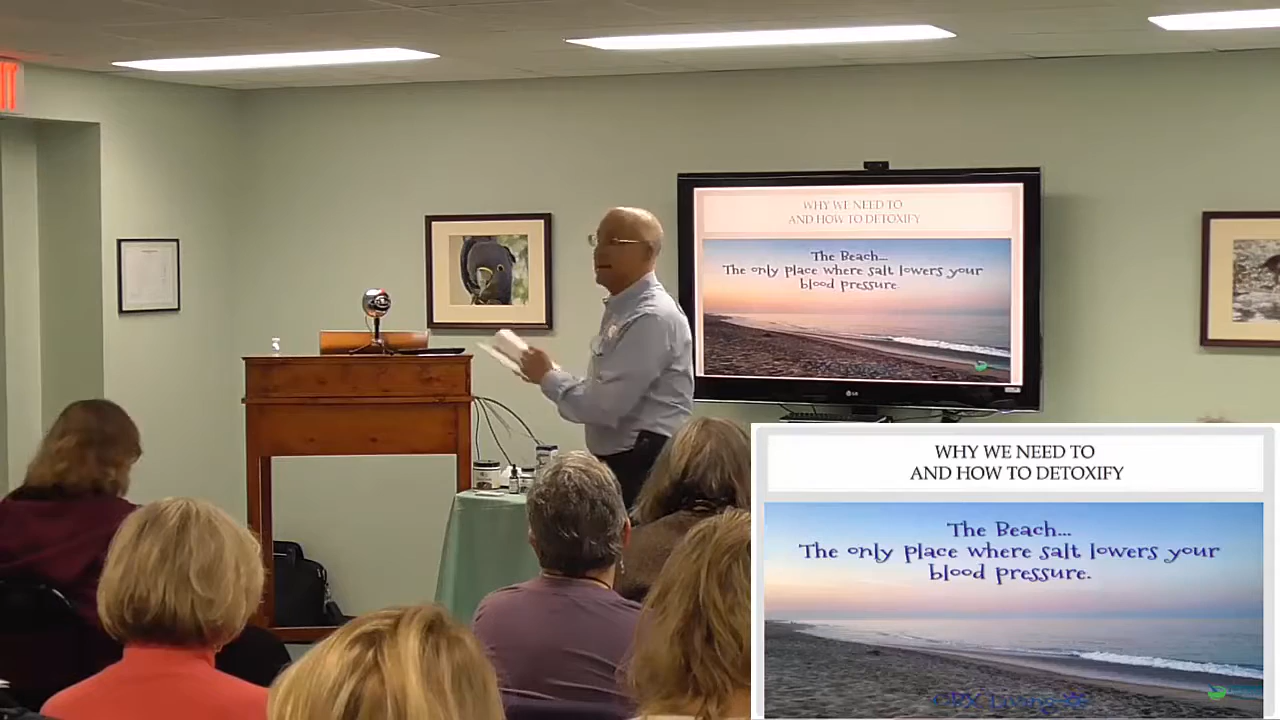 WHY WE NEED TO
AND HOW TO DETOXIFY
The Beach...
The only place where salt lowers your
blood pressure.
LG
WHY WE NEED TO
AND HOW TO DETOXIFY
The Beach...
The only place where salt lowers your
blood pressure.